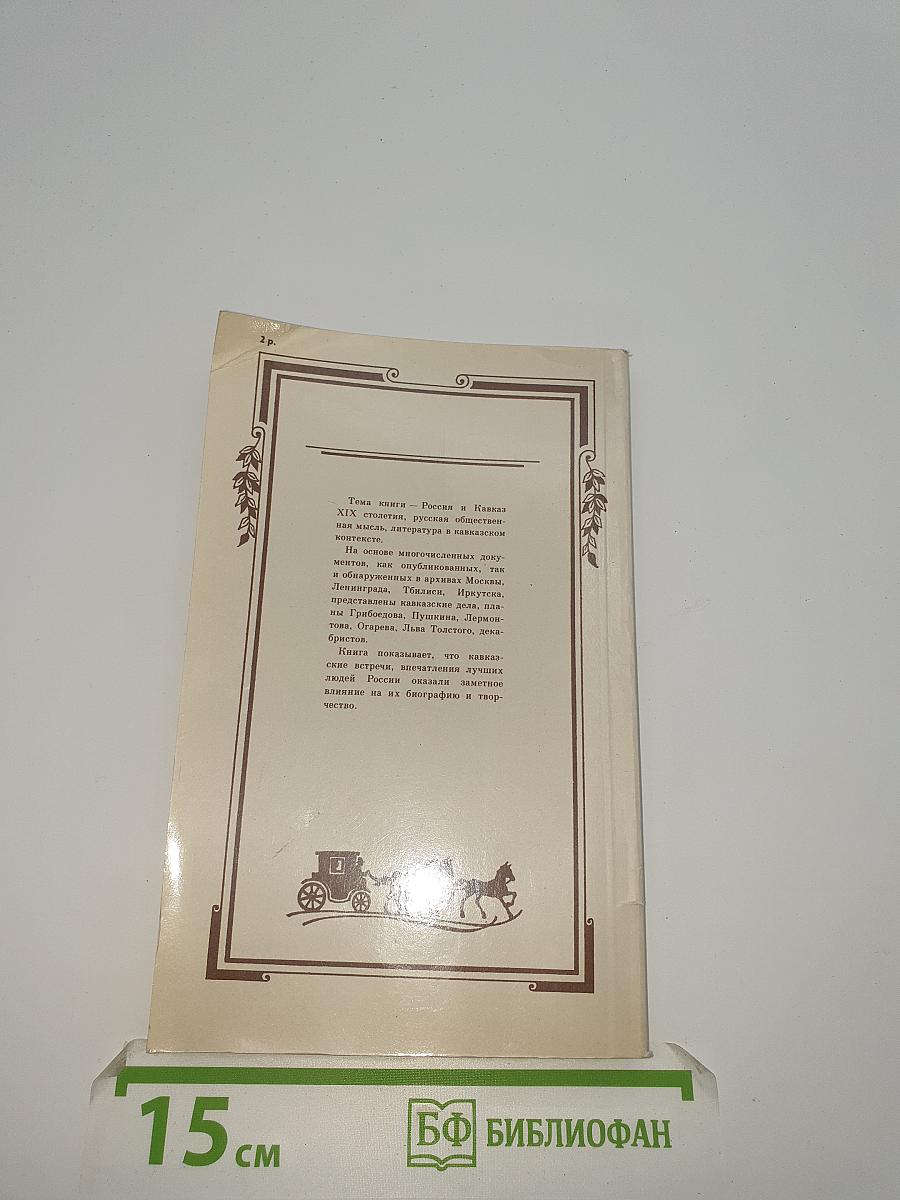 2 р.
Тема книги — Россия и Кавказ
XIX столетия, русская обществен-
ная мысль, литература в кавказском
контексте.
На основе многочисленных доку-
ментов, как опубликованных, так
и обнаруженных в архивах Москвы,
Ленинграда, Тбилиси, Иркутска,
представлены кавказские дела, пла-
ны Грибоедова, Пушкина, Лермон-
това, Огарева, Льва Толстого, дека-
бристов.
Книга показывает, что кавказ-
ские встречи, впечатления лучших
людей России оказали заметное
влияние на их биографию и твор-
чество.
15 см
БФ БИБЛИОФАН